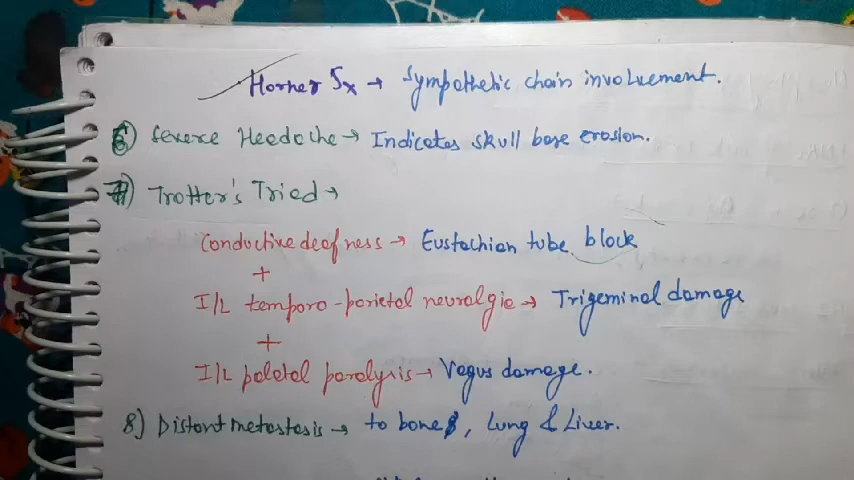 Horner Sx → Sympathetic chain involvement.
6) Severe Headache → Indicates skull base erosion.
7) Trotter's Triad →
Conductive deafness → Eustachian tube block
+
I/L temporo-parietal neuralgia → Trigeminal damage
+
I/L palatal paralysis → Vagus damage.
8) Distant metastasis → to bones, Lung & Liver.